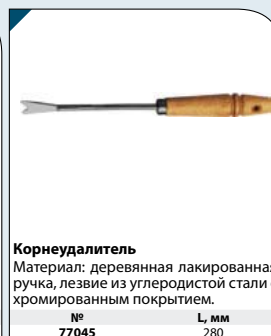 Корнеудалитель
Материал: деревянная лакированная
ручка, лезвие из углеродистой стали с
хромированным покрытием.
№ L, мм
77045 280